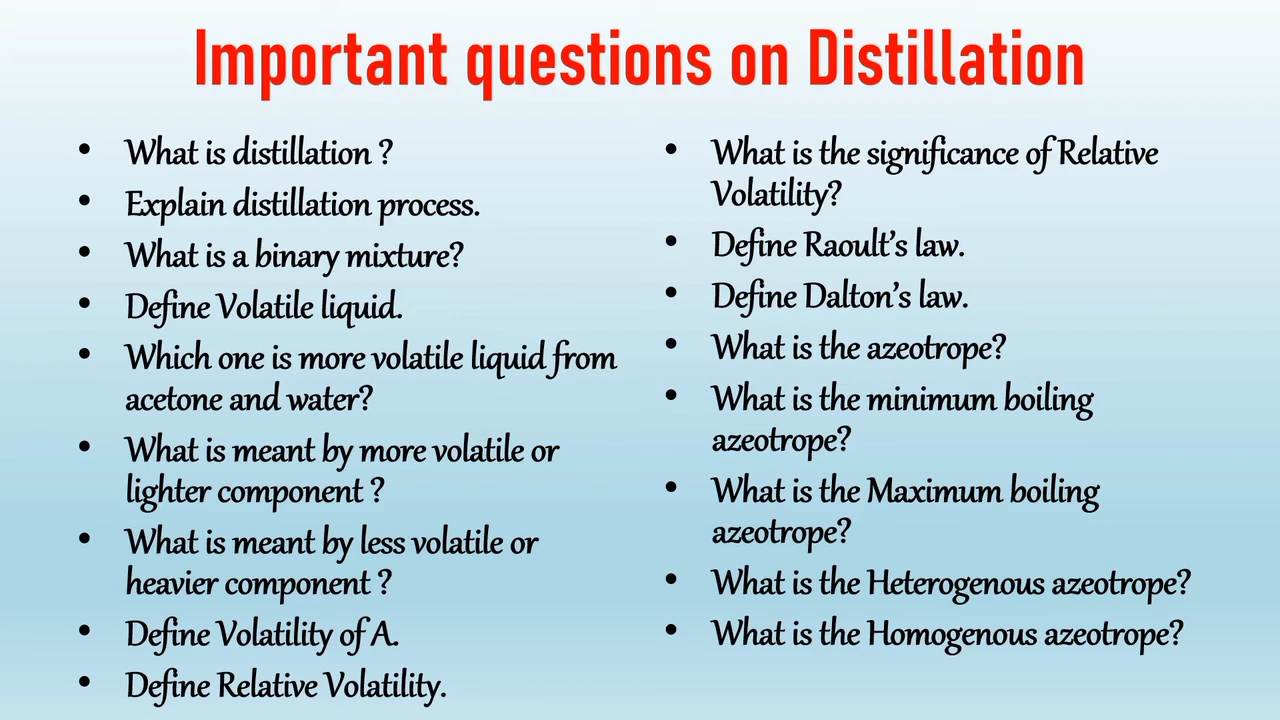 Important questions on Distillation
• What is distillation ?
• Explain distillation process.
• What is a binary mixture?
• Define Volatile liquid.
• Which one is more volatile liquid from
acetone and water?
• What is meant by more volatile or
lighter component ?
• What is meant by less volatile or
heavier component ?
• Define Volatility of A.
• Define Relative Volatility.
• What is the significance of Relative
Volatility?
• Define Raoult’s law.
• Define Dalton’s law.
• What is the azeotrope?
• What is the minimum boiling
azeotrope?
• What is the Maximum boiling
azeotrope?
• What is the Heterogenous azeotrope?
• What is the Homogenous azeotrope?